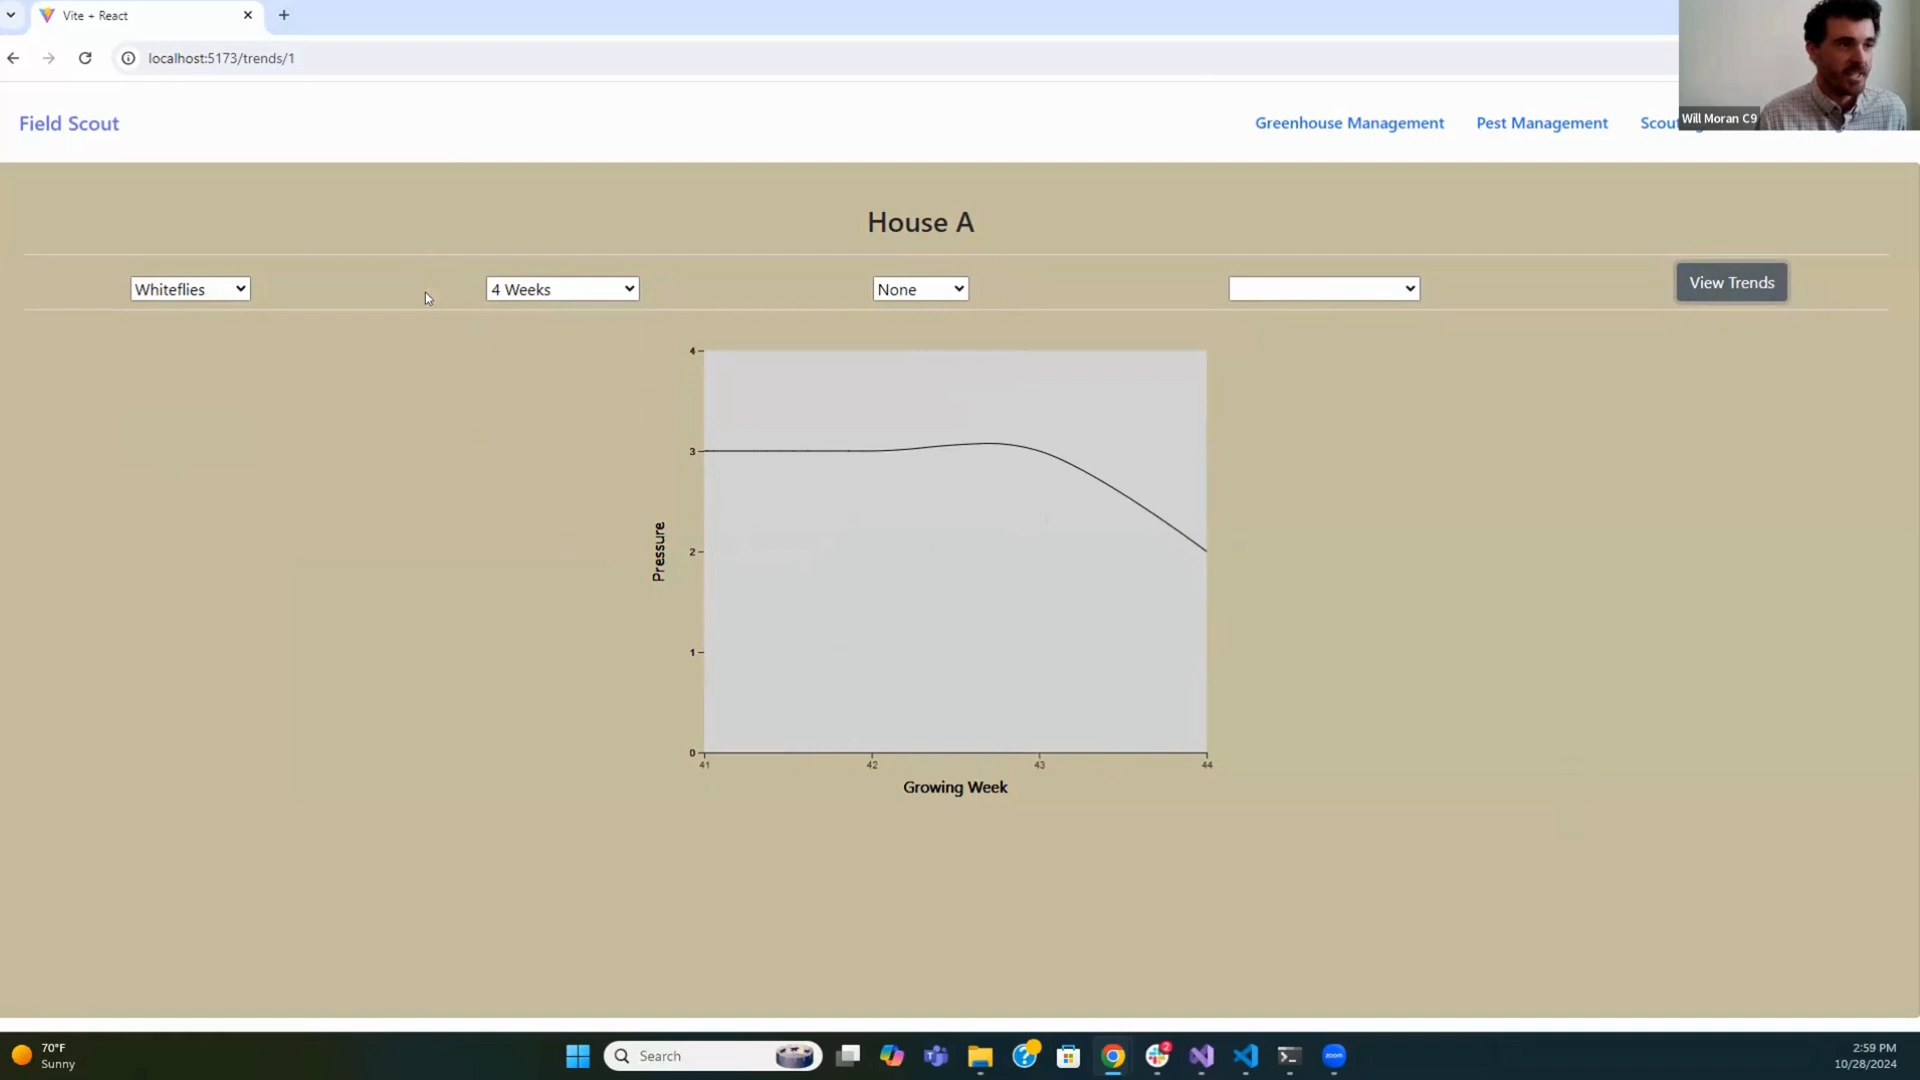 Vite + React
localhost:5173/trends/1
Field Scout
Greenhouse Management
Pest Management
Will Moran C9
House A
Whiteflies
4 Weeks
None
View Trends
4
3
2
1
0
Pressure
41
42
43
44
Growing Week
70°F
Sunny
Search
2
zoom
2:59 PM
10/28/2024